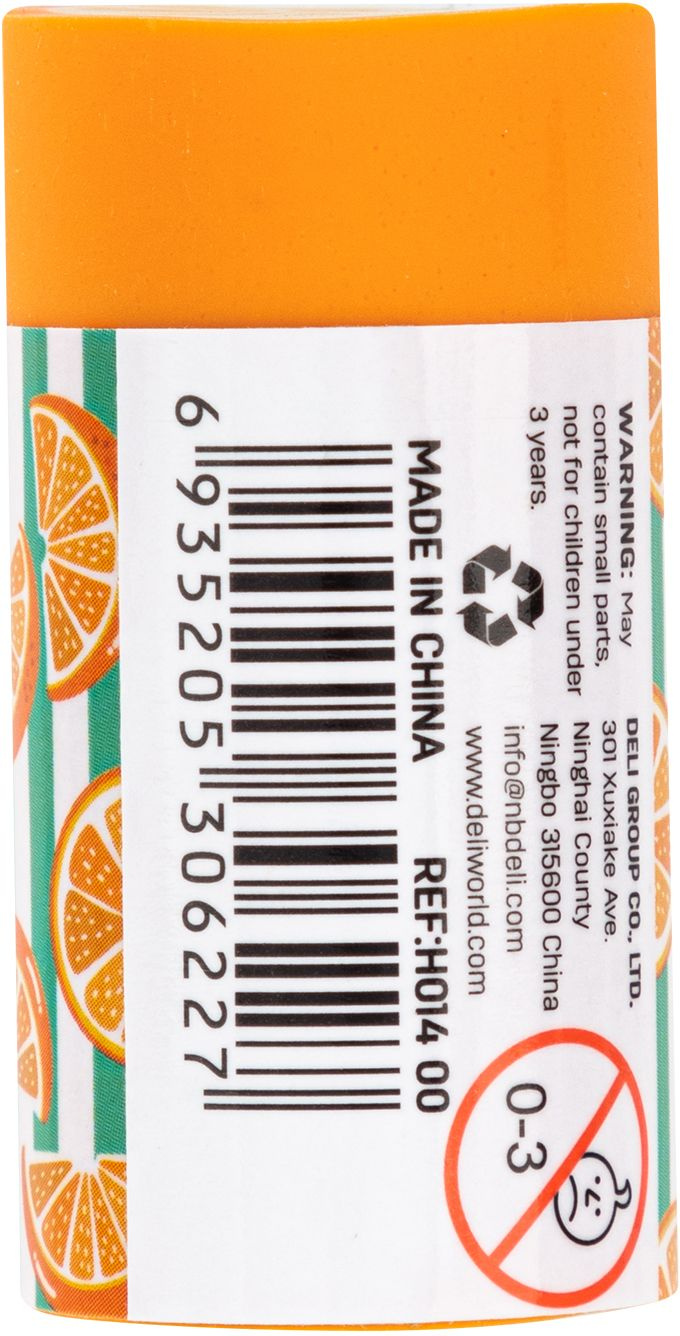 WARNING: May
contain small parts,
not for children under
3 years.
DELI GROUP CO., LTD.
301 Xuxiake Ave.
Ninghai County
Ningbo 315600 China
info@nbdeli.com
www.deliworld.com
0-3
MADE IN CHINA REF:H014 00
6 935205 306227